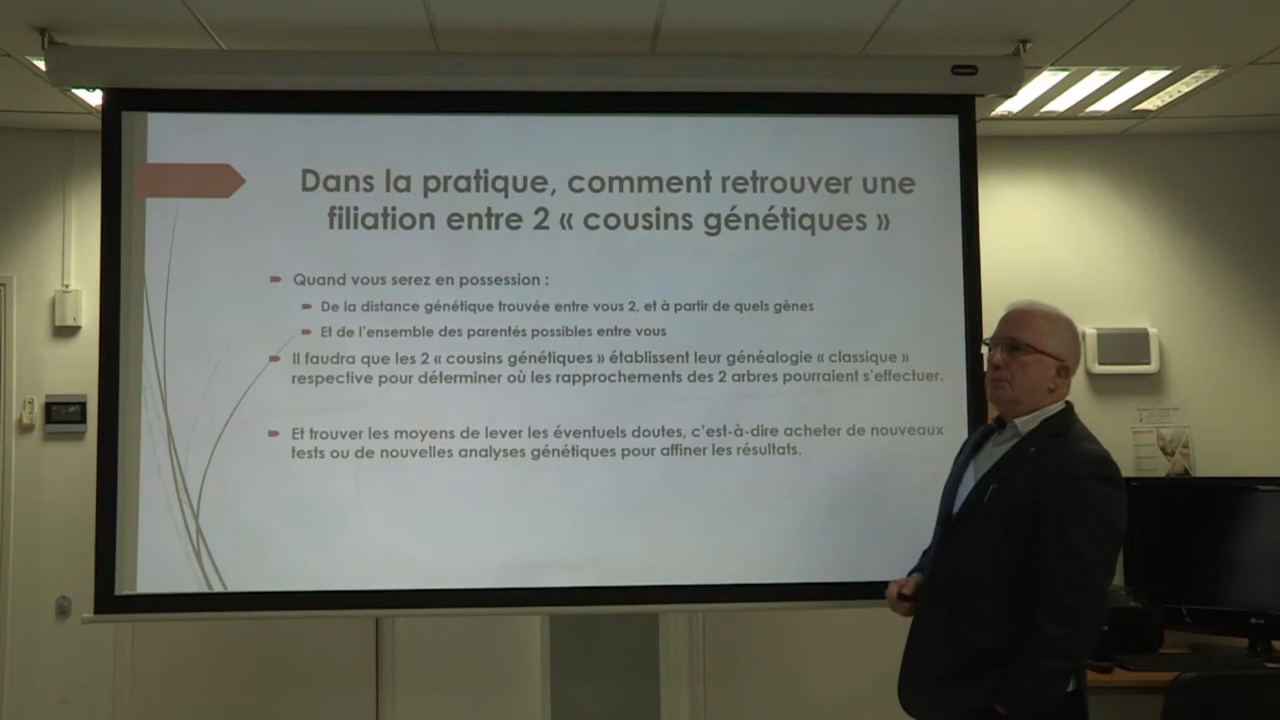 Dans la pratique, comment retrouver une
filiation entre 2 « cousins génétiques »
Quand vous serez en possession :
De la distance génétique trouvée entre vous 2, et à partir de quels gènes
Et de l'ensemble des parentés possibles entre vous
Il faudra que les 2 « cousins génétiques » établissent leur généalogie « classique »
respective pour déterminer où les rapprochements des 2 arbres pourraient s'effectuer.
Et trouver les moyens de lever les éventuels doutes, c'est-à-dire acheter de nouveaux
tests ou de nouvelles analyses génétiques pour affiner les résultats.
LG